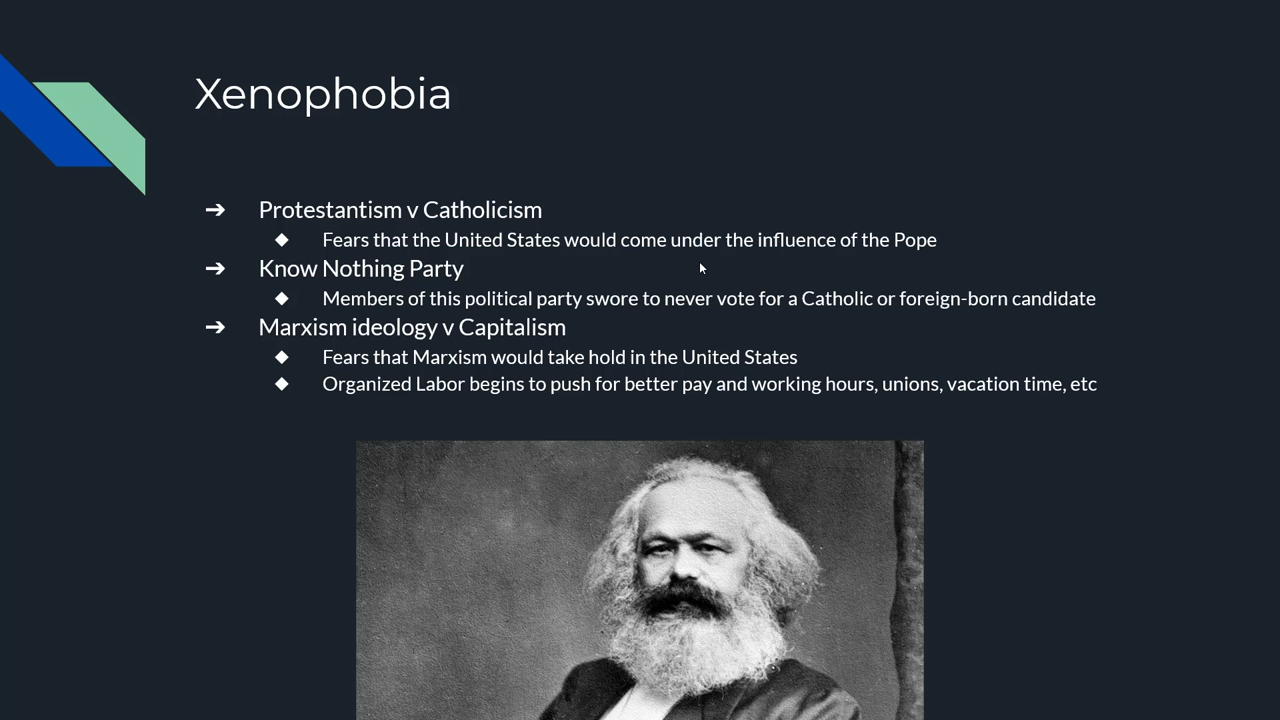 Xenophobia
➔ Protestantism v Catholicism
◆ Fears that the United States would come under the influence of the Pope
➔ Know Nothing Party
◆ Members of this political party swore to never vote for a Catholic or foreign-born candidate
➔ Marxism ideology v Capitalism
◆ Fears that Marxism would take hold in the United States
◆ Organized Labor begins to push for better pay and working hours, unions, vacation time, etc